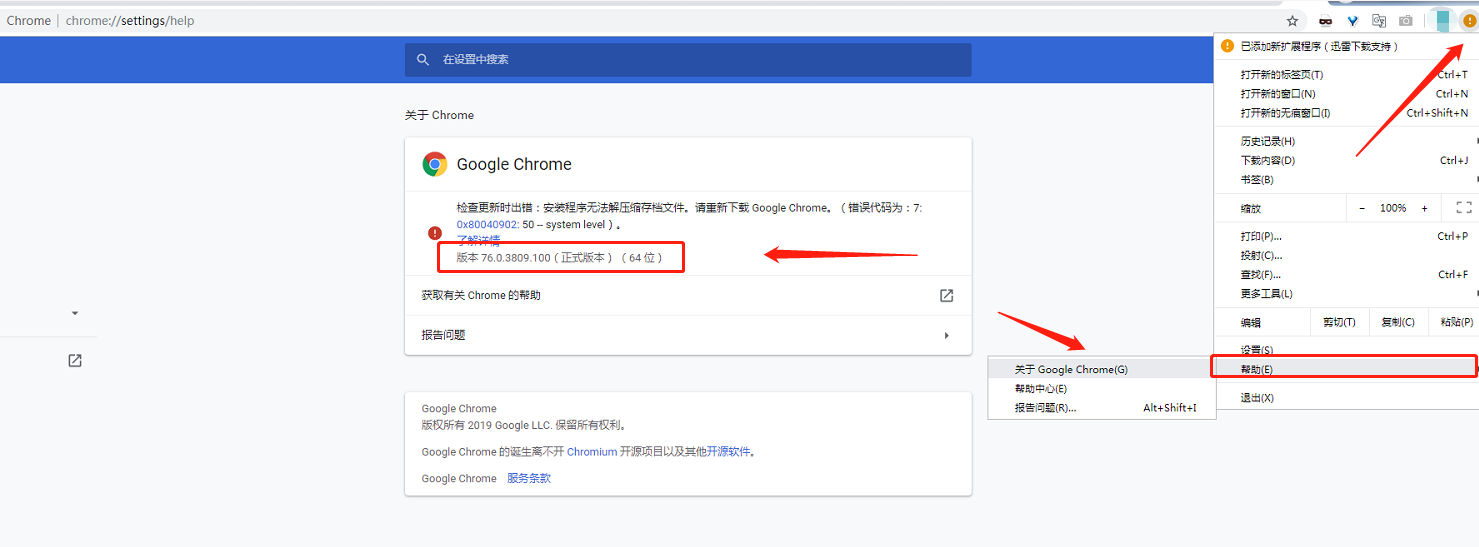 Chrome | chrome://settings/help
在设置中搜索
关于 Chrome
Google Chrome
检查更新时出错：安装程序无法解压缩存档文件。请重新下载 Google Chrome。（错误代码为：7:
0x80040902: 50 -- system level）。
了解详情
版本 76.0.3809.100（正式版本）（64 位）
获取有关 Chrome 的帮助
报告问题
Google Chrome
版权所有 2019 Google LLC. 保留所有权利。
Google Chrome 的诞生离不开 Chromium 开源项目以及其他开源软件。
Google Chrome 服务条款
已添加新扩展程序（迅雷下载支持）
打开新的标签页(T) Ctrl+T
打开新的窗口(N) Ctrl+N
打开新的无痕窗口(I) Ctrl+Shift+N
历史记录(H)
下载内容(D) Ctrl+J
书签(B)
缩放 - 100% +
打印(P)... Ctrl+P
投射(C)...
查找(F)... Ctrl+F
更多工具(L)
编辑 剪切(T) 复制(C) 粘贴(P)
设置(S)
帮助(E)
退出(X)
关于 Google Chrome(G)
帮助中心(E)
报告问题(R)... Alt+Shift+I